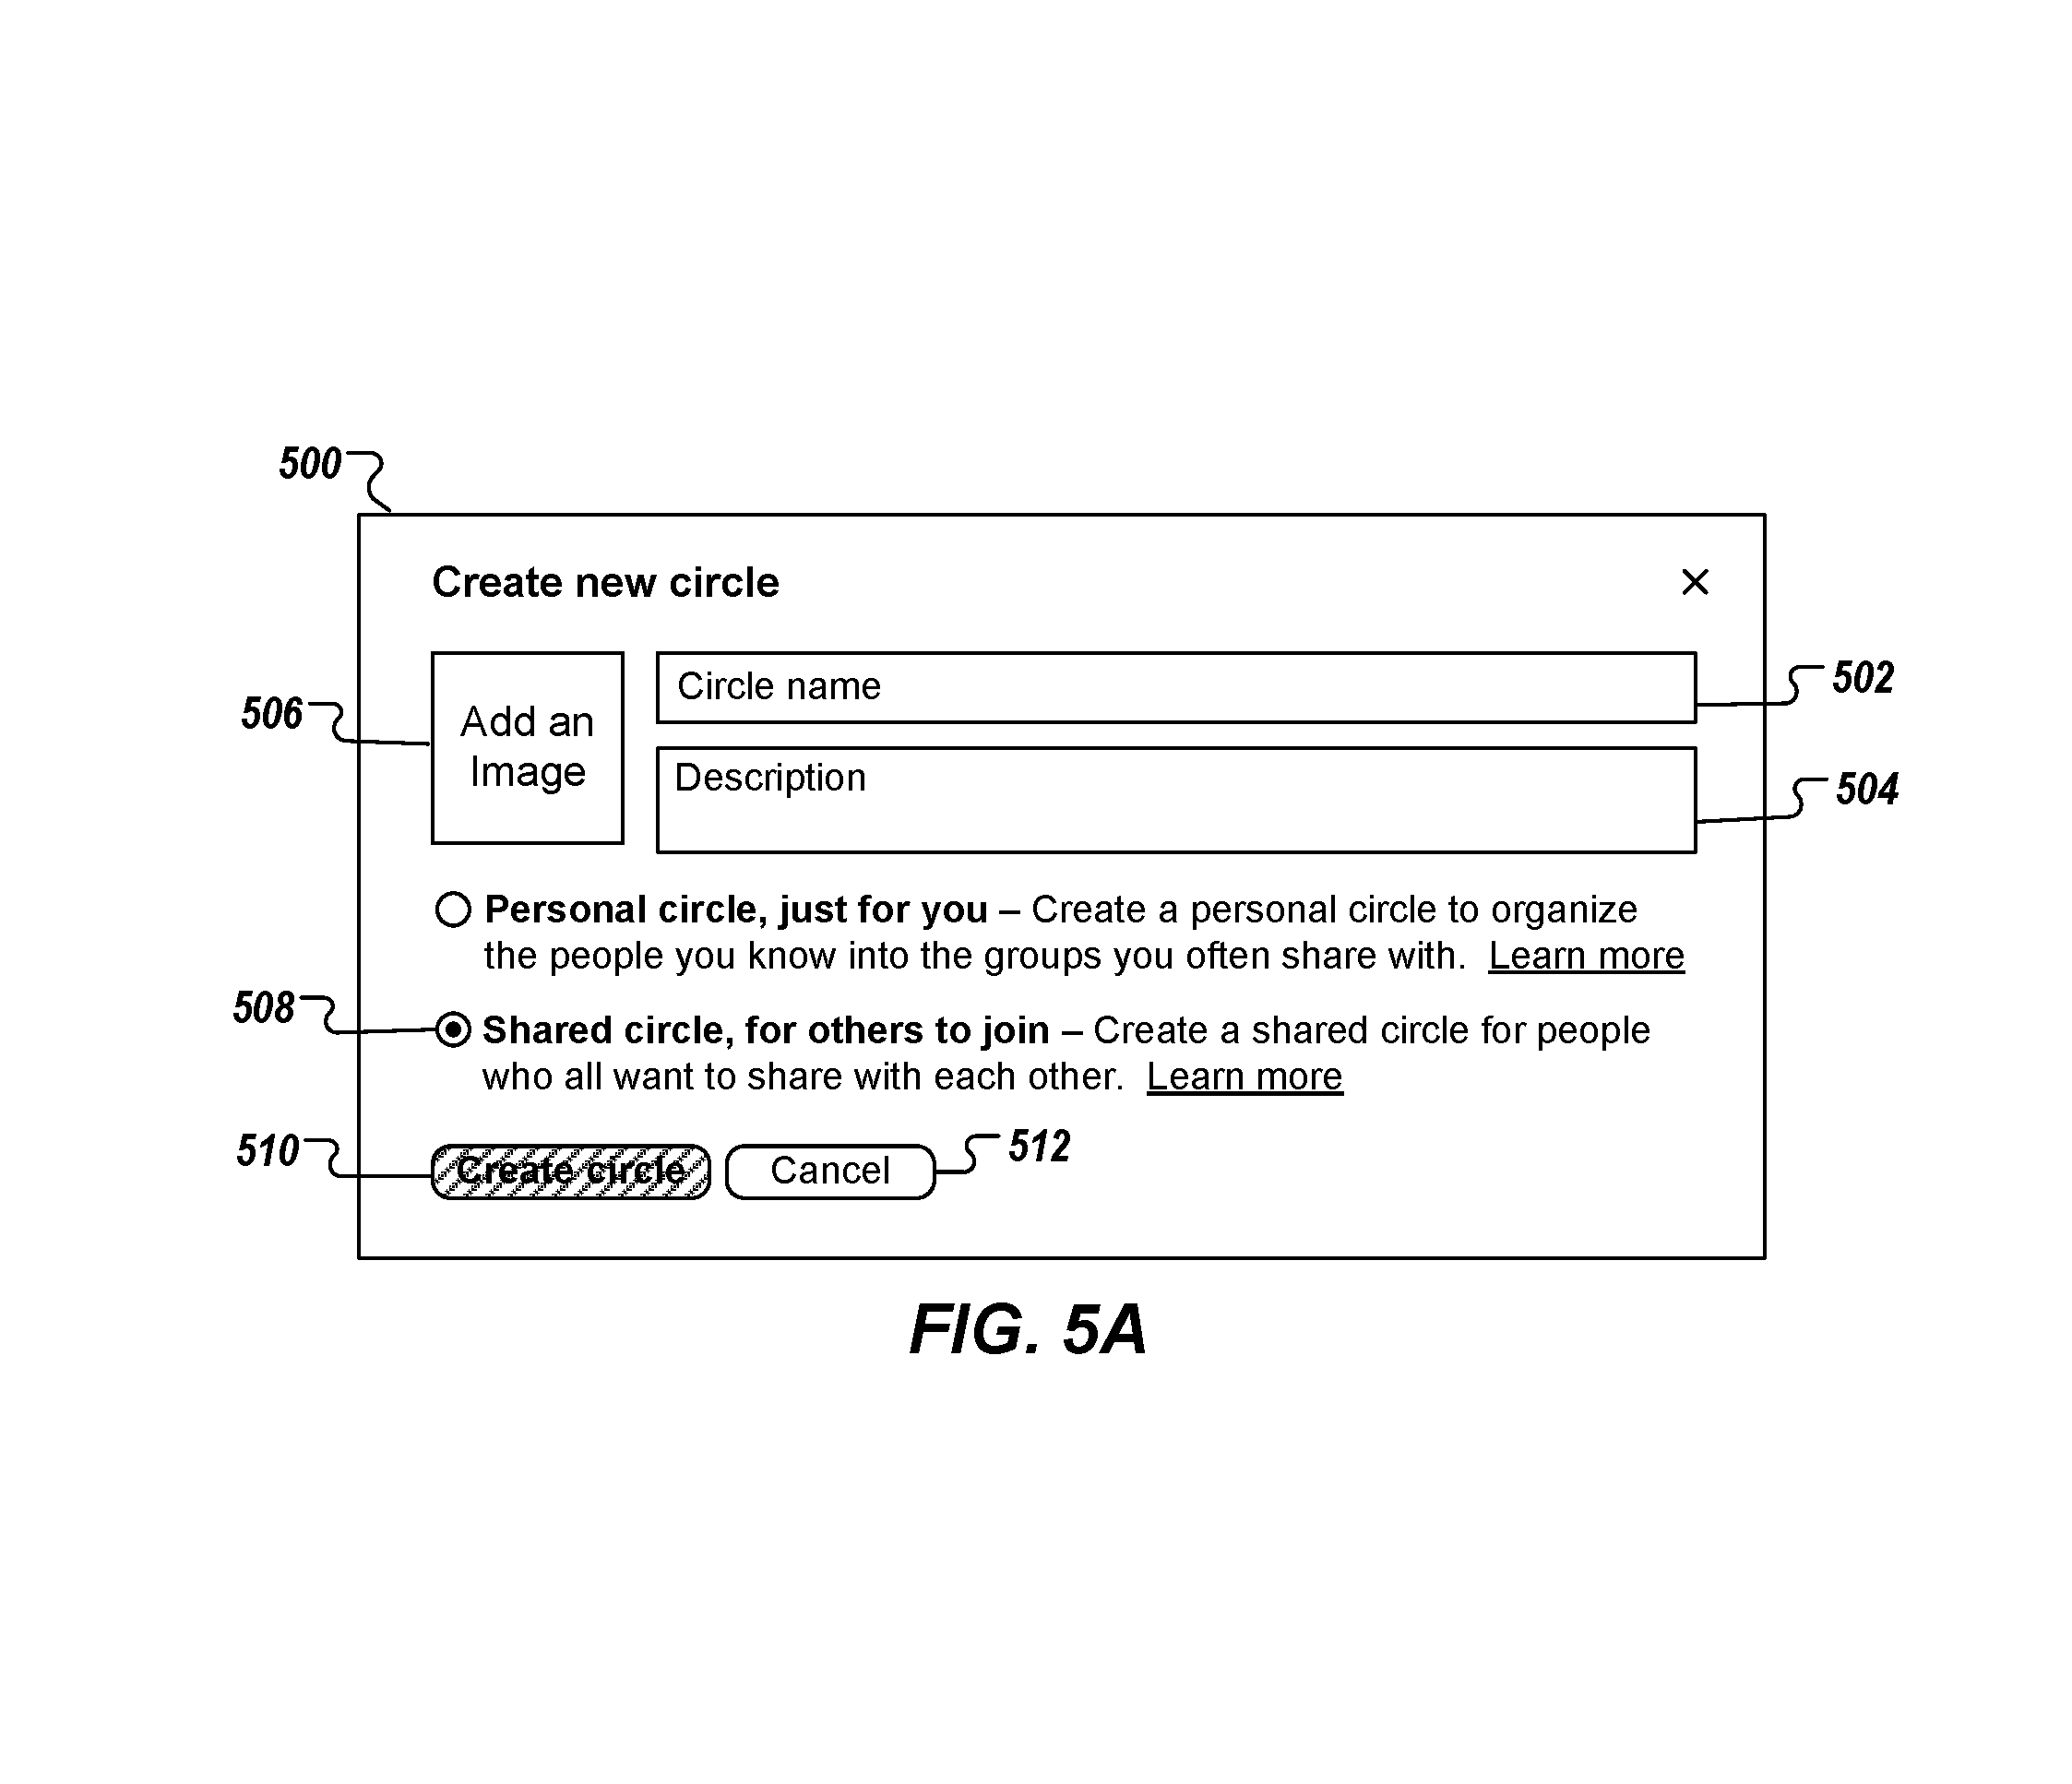 500
Create new circle
506
Add an
Image
Circle name
502
Description
504
Personal circle, just for you – Create a personal circle to organize
the people you know into the groups you often share with. Learn more
508
Shared circle, for others to join – Create a shared circle for people
who all want to share with each other. Learn more
510
Create circle
Cancel
512
FIG. 5A